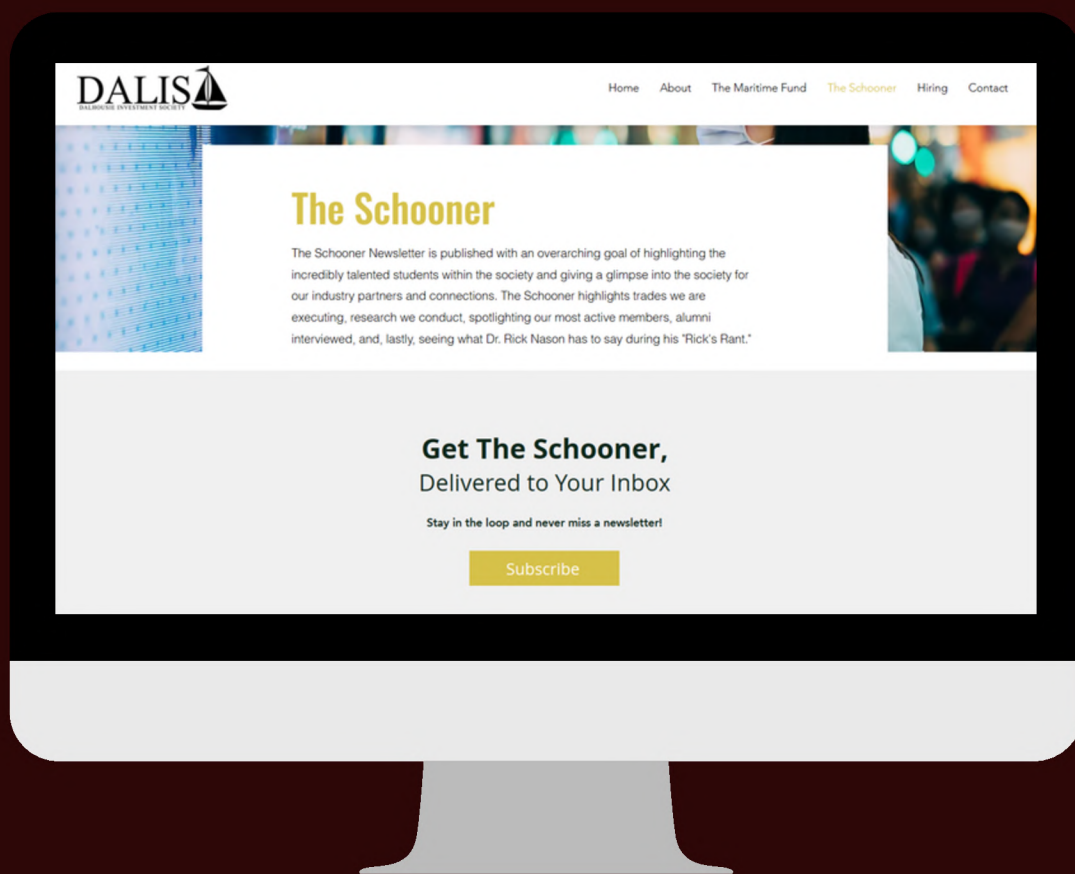 DALIS
DALHOUSIE INVESTMENT SOCIETY
Home About The Maritime Fund The Schooner Hiring Contact
The Schooner
The Schooner Newsletter is published with an overarching goal of highlighting the
incredibly talented students within the society and giving a glimpse into the society for
our industry partners and connections. The Schooner highlights trades we are
executing, research we conduct, spotlighting our most active members, alumni
interviewed, and, lastly, seeing what Dr. Rick Nason has to say during his "Rick's Rant."
Get The Schooner,
Delivered to Your Inbox
Stay in the loop and never miss a newsletter!
Subscribe